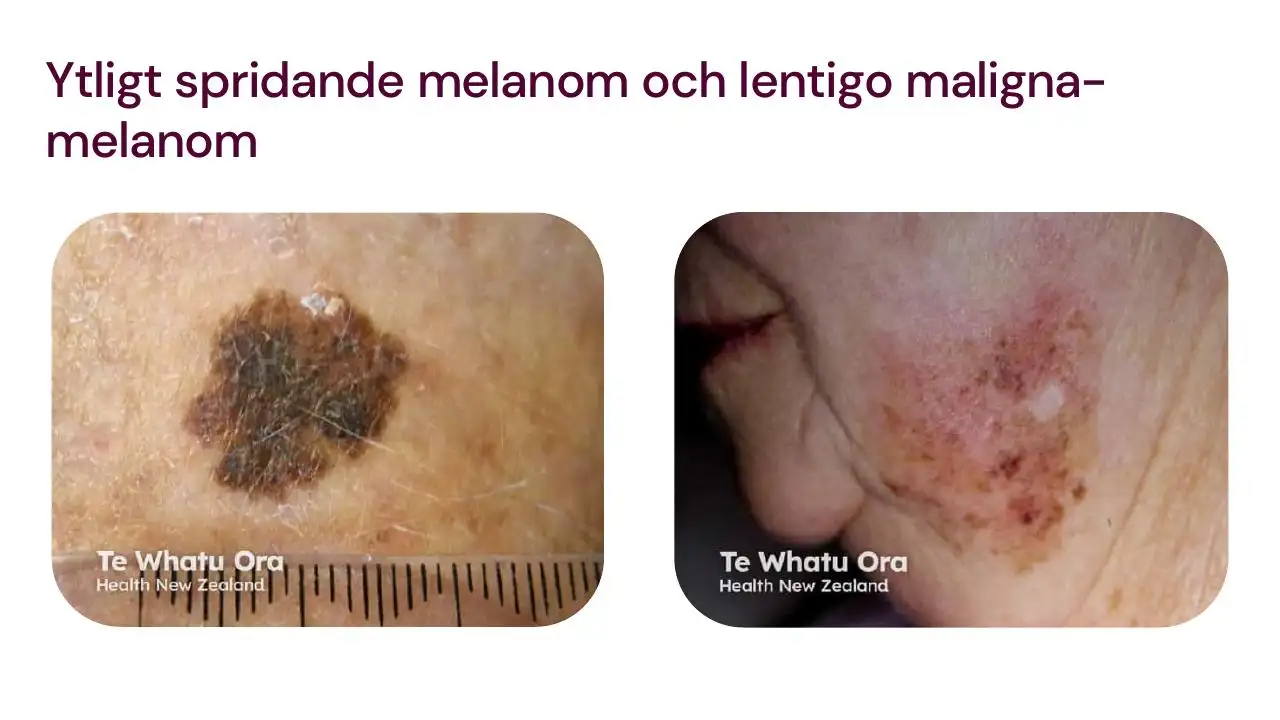 Ytligt spridande melanom och lentigo maligna-
melanom
Te Whatu Ora
Health New Zealand
Te Whatu Ora
Health New Zealand